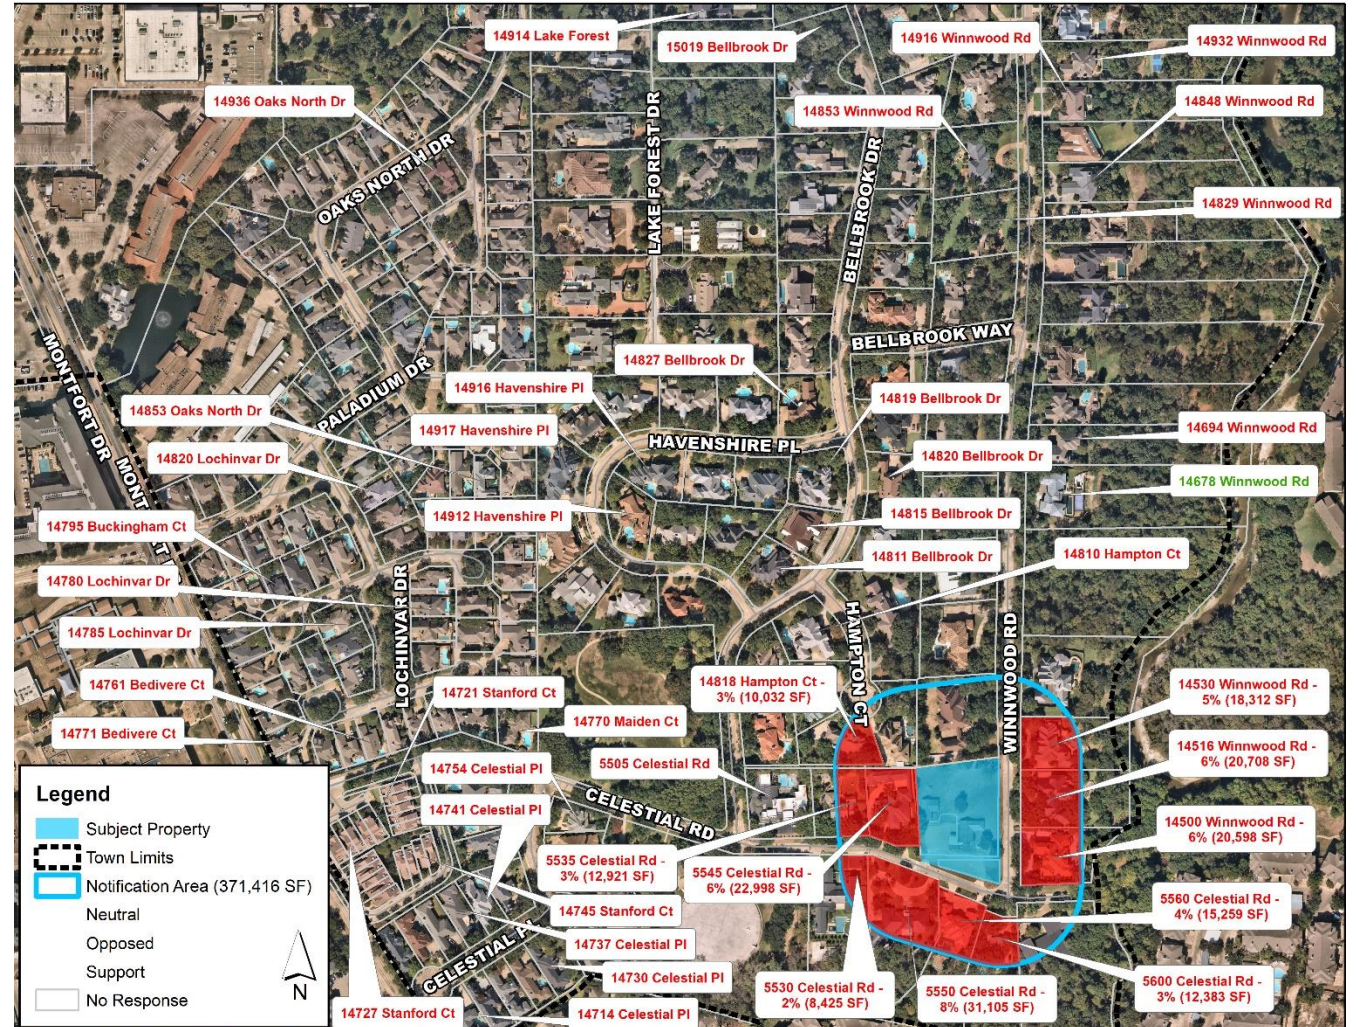 14914 Lake Forest
15019 Bellbrook Dr
14916 Winnwood Rd
14932 Winnwood Rd
14936 Oaks North Dr
14853 Winnwood Rd
14848 Winnwood Rd
OAKS NORTH DR
LAKE FOREST DR
BELLBROOK DR
14829 Winnwood Rd
MONTFORT DR
BELLBROOK WAY
14827 Bellbrook Dr
PALADIUM DR
14916 Havenshire Pl
14853 Oaks North Dr
14819 Bellbrook Dr
14917 Havenshire Pl
HAVENSHIRE PL
14694 Winnwood Rd
14820 Lochinvar Dr
14820 Bellbrook Dr
14678 Winnwood Rd
14795 Buckingham Ct
14912 Havenshire Pl
14815 Bellbrook Dr
14811 Bellbrook Dr
14810 Hampton Ct
14780 Lochinvar Dr
LOCHINVAR DR
HAMPTON CT
WINNWOOD RD
14785 Lochinvar Dr
14761 Bedivere Ct
14721 Stanford Ct
14818 Hampton Ct -
3% (10,032 SF)
14530 Winnwood Rd -
5% (18,312 SF)
14771 Bedivere Ct
14770 Maiden Ct
14516 Winnwood Rd -
6% (20,708 SF)
14754 Celestial Pl
5505 Celestial Rd
14741 Celestial Pl
CELESTIAL RD
14500 Winnwood Rd -
6% (20,598 SF)
5535 Celestial Rd -
3% (12,921 SF)
5545 Celestial Rd -
6% (22,998 SF)
14745 Stanford Ct
5560 Celestial Rd -
4% (15,259 SF)
14737 Celestial Pl
CELESTIAL PL
14730 Celestial Pl
5530 Celestial Rd -
2% (8,425 SF)
5550 Celestial Rd -
8% (31,105 SF)
5600 Celestial Rd -
3% (12,383 SF)
14727 Stanford Ct
14714 Celestial Pl
Legend
Subject Property
Town Limits
Notification Area (371,416 SF)
Neutral
Opposed
Support
No Response
N